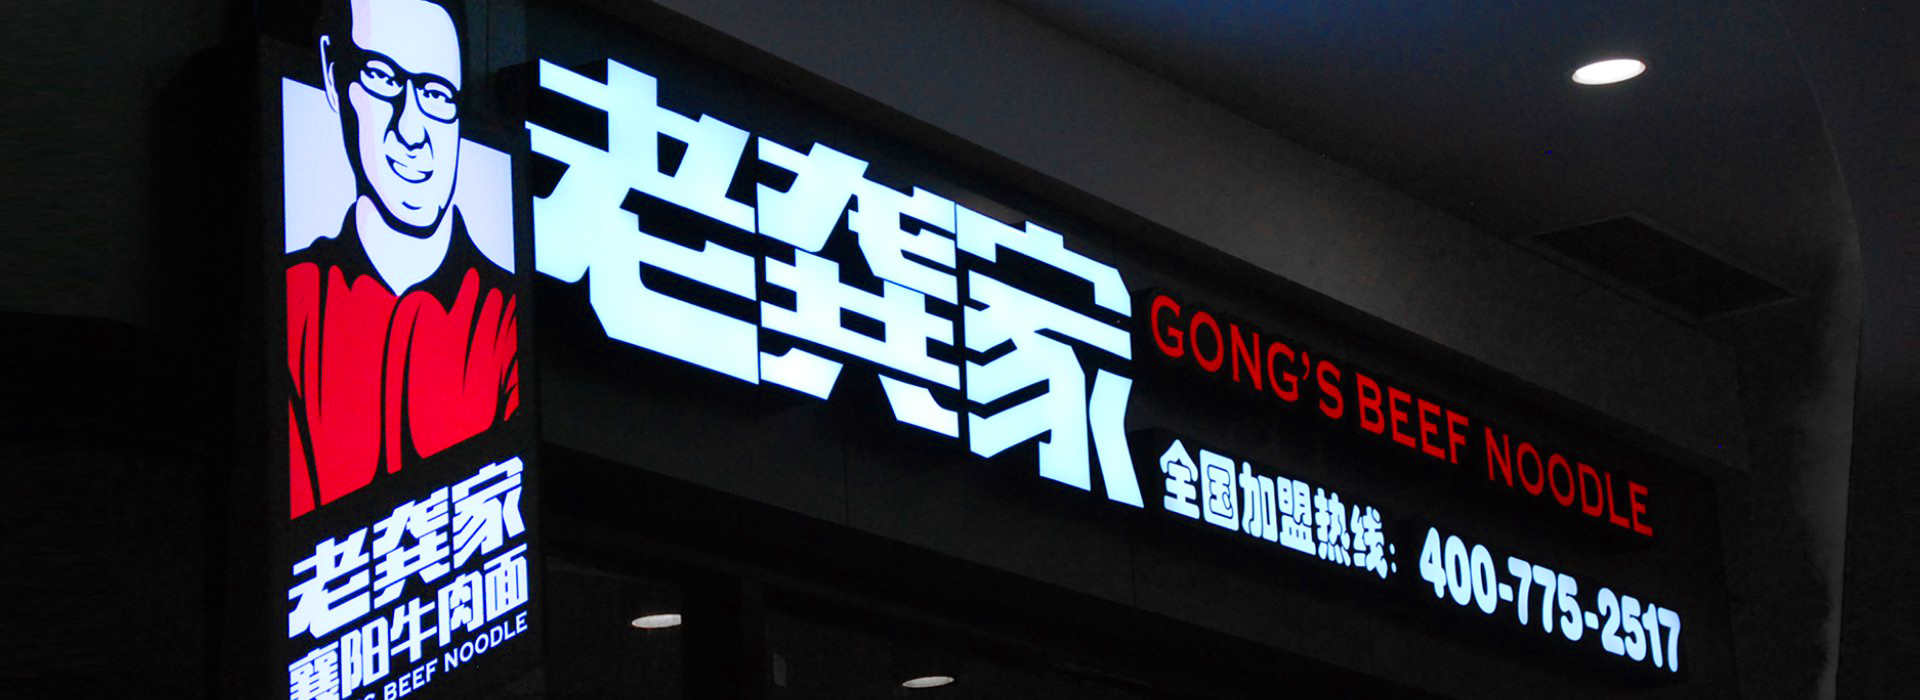 老龚家
襄阳牛肉面
BEEF NOODLE
老龚家
GONG'S BEEF NOODLE
全国加盟热线：400-775-2517